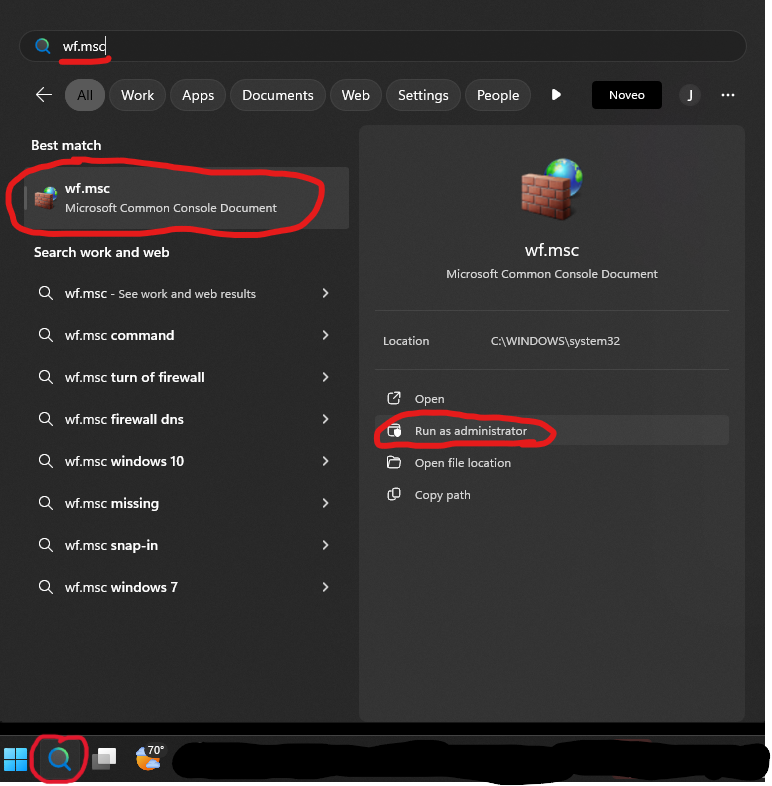 wf.msc
All Work Apps Documents Web Settings People Noveo J
Best match
wf.msc
Microsoft Common Console Document
Search work and web
wf.msc - See work and web results
wf.msc command
wf.msc turn of firewall
wf.msc firewall dns
wf.msc windows 10
wf.msc missing
wf.msc snap-in
wf.msc windows 7
wf.msc
Microsoft Common Console Document
Location C:\WINDOWS\system32
Open
Run as administrator
Open file location
Copy path
70°